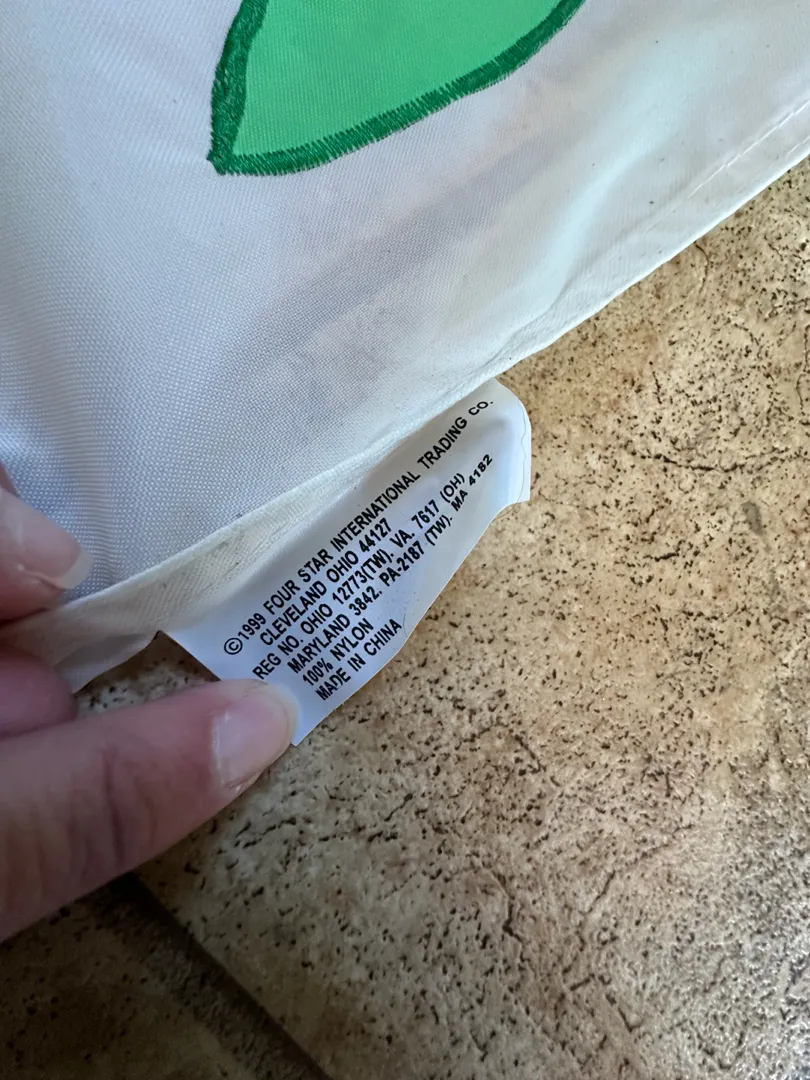 ©1999 FOUR STAR INTERNATIONAL TRADING CO.
CLEVELAND OHIO 44127
REG NO. OHIO 12773(TW). VA. 7617 (OH)
MARYLAND 3842. PA-2187 (TW). MA 4182
100% NYLON
MADE IN CHINA